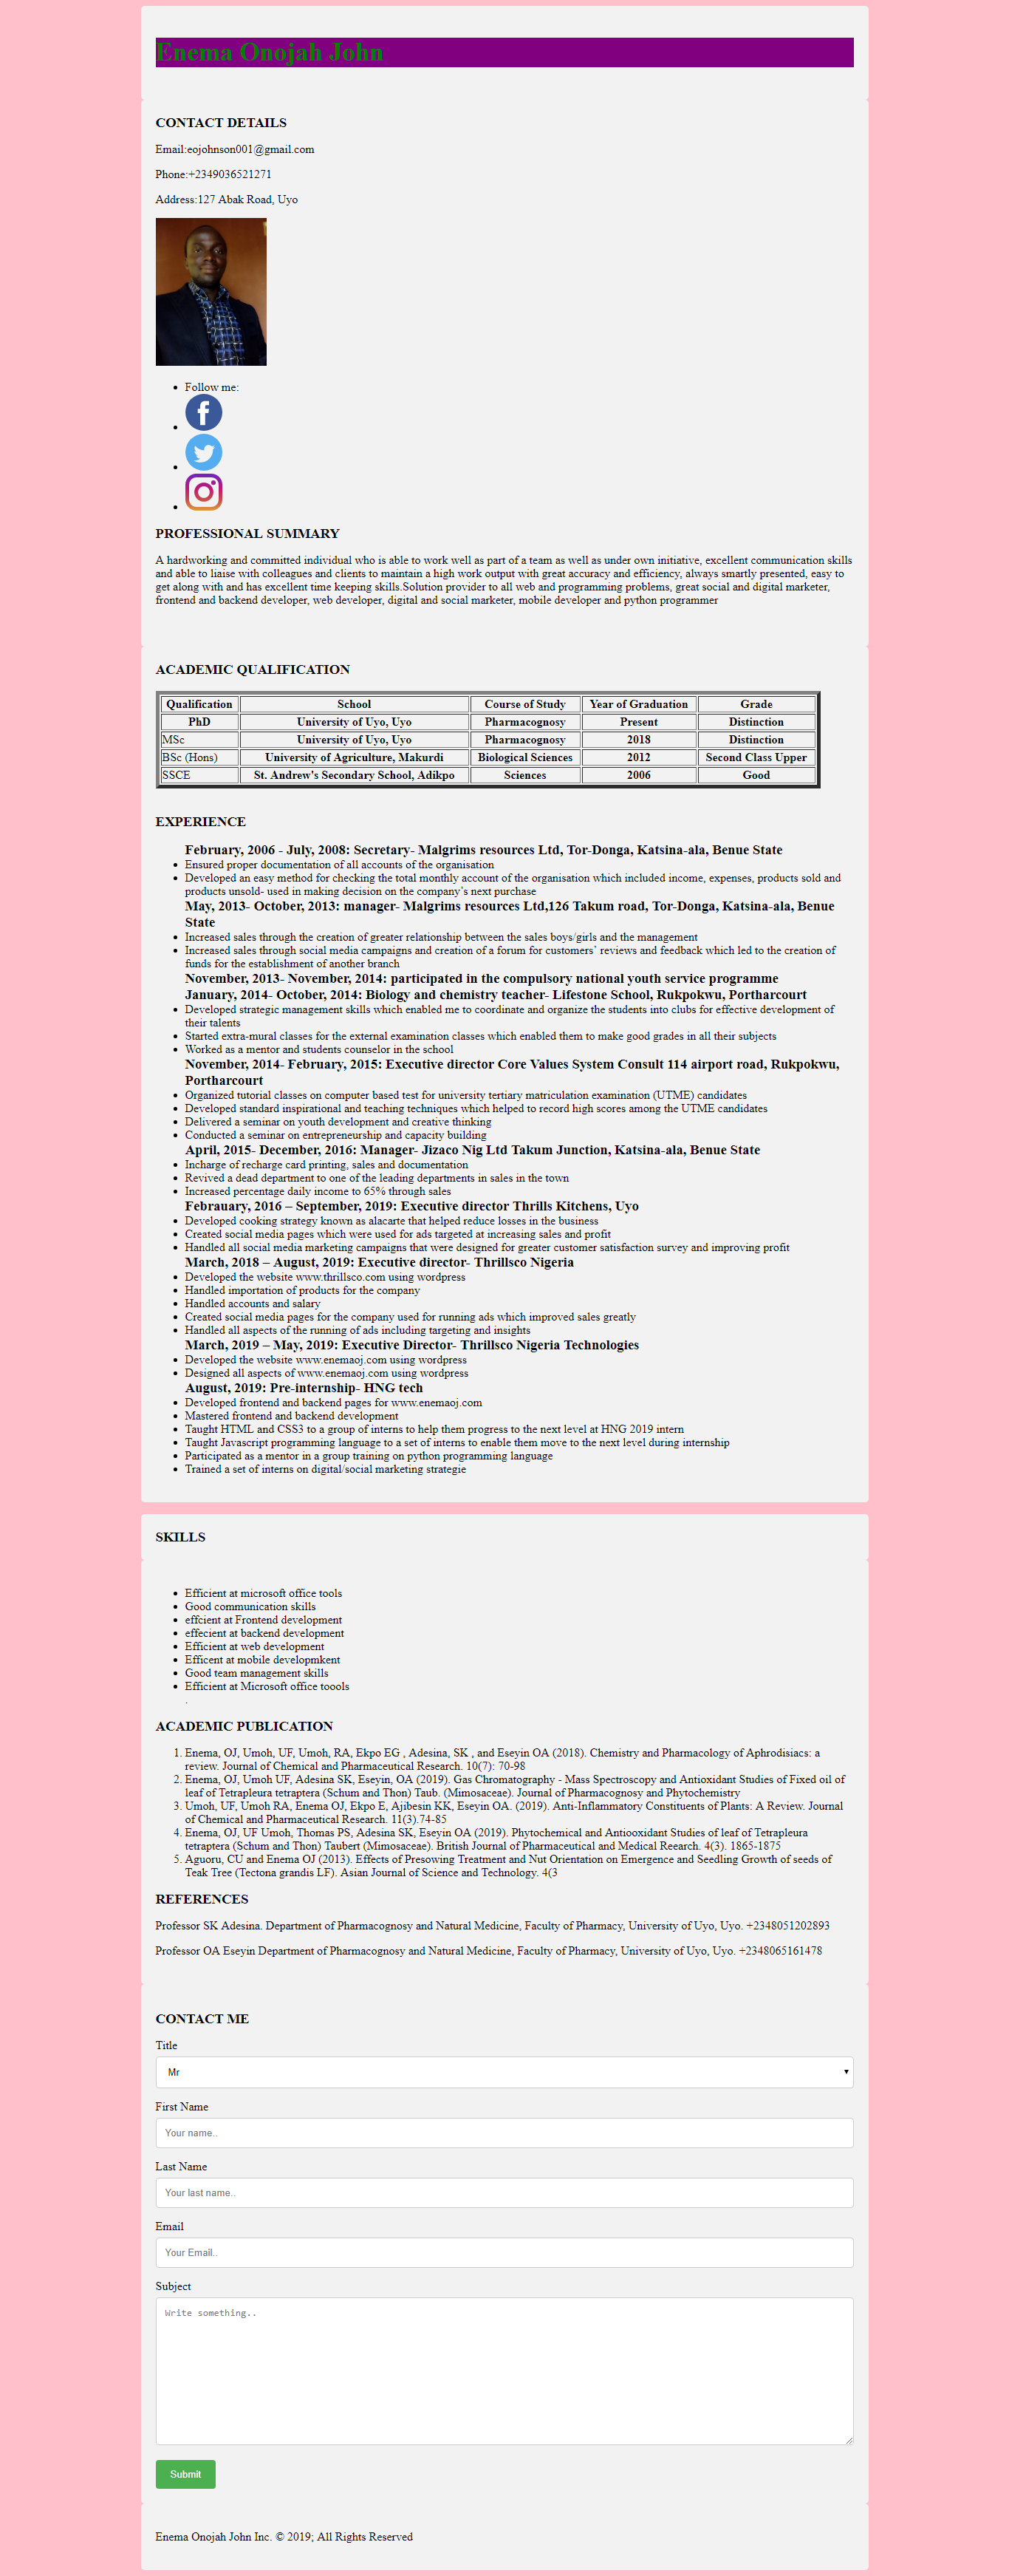 Enema Onojah John
CONTACT DETAILS
Email:eojohnson001@gmail.com
Phone:+2349036521271
Address:127 Abak Road, Uyo
Follow me:
PROFESSIONAL SUMMARY
A hardworking and committed individual who is able to work well as part of a team as well as under own initiative, excellent communication skills
and able to liaise with colleagues and clients to maintain a high work output with great accuracy and efficiency, always smartly presented, easy to
get along with and has excellent time keeping skills.Solution provider to all web and programming problems, great social and digital marketer,
frontend and backend developer, web developer, digital and social marketer, mobile developer and python programmer
ACADEMIC QUALIFICATION
Qualification School Course of Study Year of Graduation Grade
PhD University of Uyo, Uyo Pharmacognosy Present Distinction
MSc University of Uyo, Uyo Pharmacognosy 2018 Distinction
BSc (Hons) University of Agriculture, Makurdi Biological Sciences 2012 Second Class Upper
SSCE St. Andrew's Secondary School, Adikpo Sciences 2006 Good
EXPERIENCE
February, 2006 - July, 2008: Secretary- Malgrims resources Ltd, Tor-Donga, Katsina-ala, Benue State
• Ensured proper documentation of all accounts of the organisation
• Developed an easy method for checking the total monthly account of the organisation which included income, expenses, products sold and
products unsold- used in making decision on the company’s next purchase
May, 2013- October, 2013: manager- Malgrims resources Ltd,126 Takum road, Tor-Donga, Katsina-ala, Benue
State
• Increased sales through the creation of greater relationship between the sales boys/girls and the management
• Increased sales through social media campaigns and creation of a forum for customers’ reviews and feedback which led to the creation of
funds for the establishment of another branch
November, 2013- November, 2014: participated in the compulsory national youth service programme
January, 2014- October, 2014: Biology and chemistry teacher- Lifestone School, Rukpokwu, Portharcourt
• Developed strategic management skills which enabled me to coordinate and organize the students into clubs for effective development of
their talents
• Started extra-mural classes for the external examination classes which enabled them to make good grades in all their subjects
• Worked as a mentor and students counselor in the school
November, 2014- February, 2015: Executive director Core Values System Consult 114 airport road, Rukpokwu,
Portharcourt
• Organized tutorial classes on computer based test for university tertiary matriculation examination (UTME) candidates
• Developed standard inspirational and teaching techniques which helped to record high scores among the UTME candidates
• Delivered a seminar on youth development and creative thinking
• Conducted a seminar on entrepreneurship and capacity building
April, 2015- December, 2016: Manager- Jizaco Nig Ltd Takum Junction, Katsina-ala, Benue State
• Incharge of recharge card printing, sales and documentation
• Revived a dead department to one of the leading departments in sales in the town
• Increased percentage daily income to 65% through sales
Febrauary, 2016 – September, 2019: Executive director Thrills Kitchens, Uyo
• Developed cooking strategy known as alacarte that helped reduce losses in the business
• Created social media pages which were used for ads targeted at increasing sales and profit
• Handled all social media marketing campaigns that were designed for greater customer satisfaction survey and improving profit
March, 2018 – August, 2019: Executive director- Thrillsco Nigeria
• Developed the website www.thrillsco.com using wordpress
• Handled importation of products for the company
• Handled accounts and salary
• Created social media pages for the company used for running ads which improved sales greatly
• Handled all aspects of the running of ads including targeting and insights
March, 2019 – May, 2019: Executive Director- Thrillsco Nigeria Technologies
• Developed the website www.enemaoj.com using wordpress
• Designed all aspects of www.enemaoj.com using wordpress
August, 2019: Pre-internship- HNG tech
• Developed frontend and backend pages for www.enemaoj.com
• Mastered frontend and backend development
• Taught HTML and CSS3 to a group of interns to help them progress to the next level at HNG 2019 intern
• Taught Javascript programming language to a set of interns to enable them move to the next level during internship
• Participated as a mentor in a group training on python programming language
• Trained a set of interns on digital/social marketing strategie
SKILLS
• Efficient at microsoft office tools
• Good communication skills
• effcient at Frontend development
• effecient at backend development
• Efficient at web development
• Efficent at mobile developmkent
• Good team management skills
• Efficient at Microsoft office toools
.
ACADEMIC PUBLICATION
1. Enema, OJ, Umoh, UF, Umoh, RA, Ekpo EG , Adesina, SK , and Eseyin OA (2018). Chemistry and Pharmacology of Aphrodisiacs: a
review. Journal of Chemical and Pharmaceutical Research. 10(7): 70-98
2. Enema, OJ, Umoh UF, Adesina SK, Eseyin, OA (2019). Gas Chromatography - Mass Spectroscopy and Antioxidant Studies of Fixed oil of
leaf of Tetrapleura tetraptera (Schum and Thon) Taub. (Mimosaceae). Journal of Pharmacognosy and Phytochemistry
3. Umoh, UF, Umoh RA, Enema OJ, Ekpo E, Ajibesin KK, Eseyin OA. (2019). Anti-Inflammatory Constituents of Plants: A Review. Journal
of Chemical and Pharmaceutical Research. 11(3).74-85
4. Enema, OJ, UF Umoh, Thomas PS, Adesina SK, Eseyin OA (2019). Phytochemical and Antiooxidant Studies of leaf of Tetrapleura
tetraptera (Schum and Thon) Taubert (Mimosaceae). British Journal of Pharmaceutical and Medical Reearch. 4(3). 1865-1875
5. Aguoru, CU and Enema OJ (2013). Effects of Presowing Treatment and Nut Orientation on Emergence and Seedling Growth of seeds of
Teak Tree (Tectona grandis LF). Asian Journal of Science and Technology. 4(3
REFERENCES
Professor SK Adesina. Department of Pharmacognosy and Natural Medicine, Faculty of Pharmacy, University of Uyo, Uyo. +2348051202893
Professor OA Eseyin Department of Pharmacognosy and Natural Medicine, Faculty of Pharmacy, University of Uyo, Uyo. +2348065161478
CONTACT ME
Title
Mr
First Name
Your name..
Last Name
Your last name..
Email
Your Email..
Subject
Write something..
Submit
Enema Onojah John Inc. © 2019; All Rights Reserved